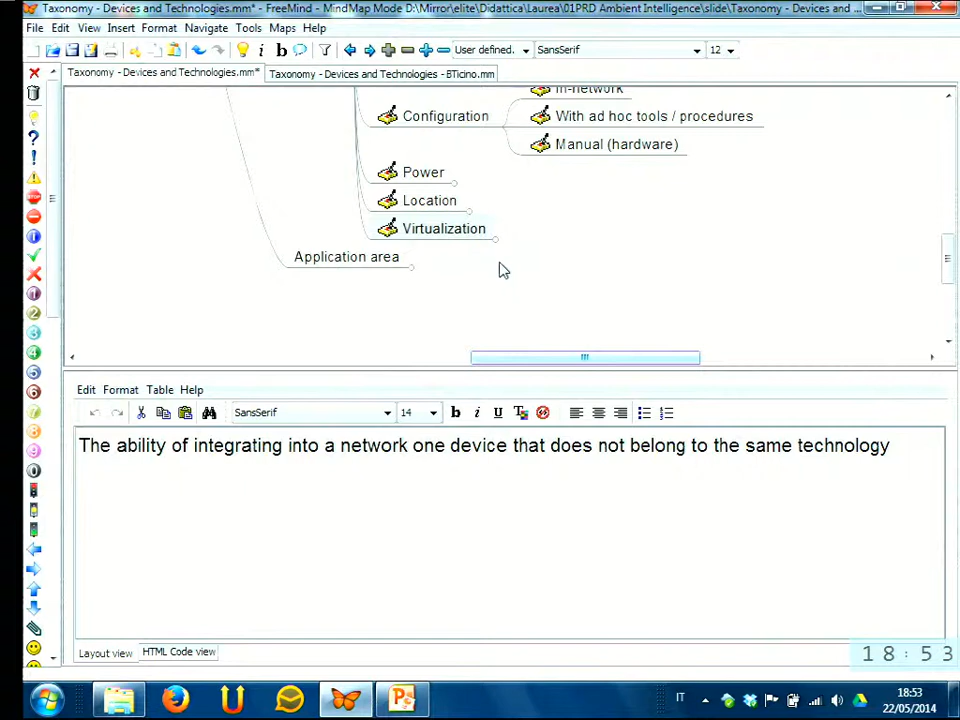 Taxonomy - Devices and Technologies.mm* - FreeMind - MindMap Mode D:\Mirror\elite\Didattica\Laurea\01PRD Ambient Intelligence\slide\Taxonomy - Devices and ...
File Edit View Insert Format Navigate Tools Maps Help
User defined. SansSerif 12
Taxonomy - Devices and Technologies.mm* Taxonomy - Devices and Technologies - BTicino.mm
In-network
Configuration
With ad hoc tools / procedures
Manual (hardware)
Power
Location
Virtualization
Application area
Edit Format Table Help
SansSerif 14
The ability of integrating into a network one device that does not belong to the same technology
Layout view HTML Code view
18:53
IT
18:53
22/05/2014